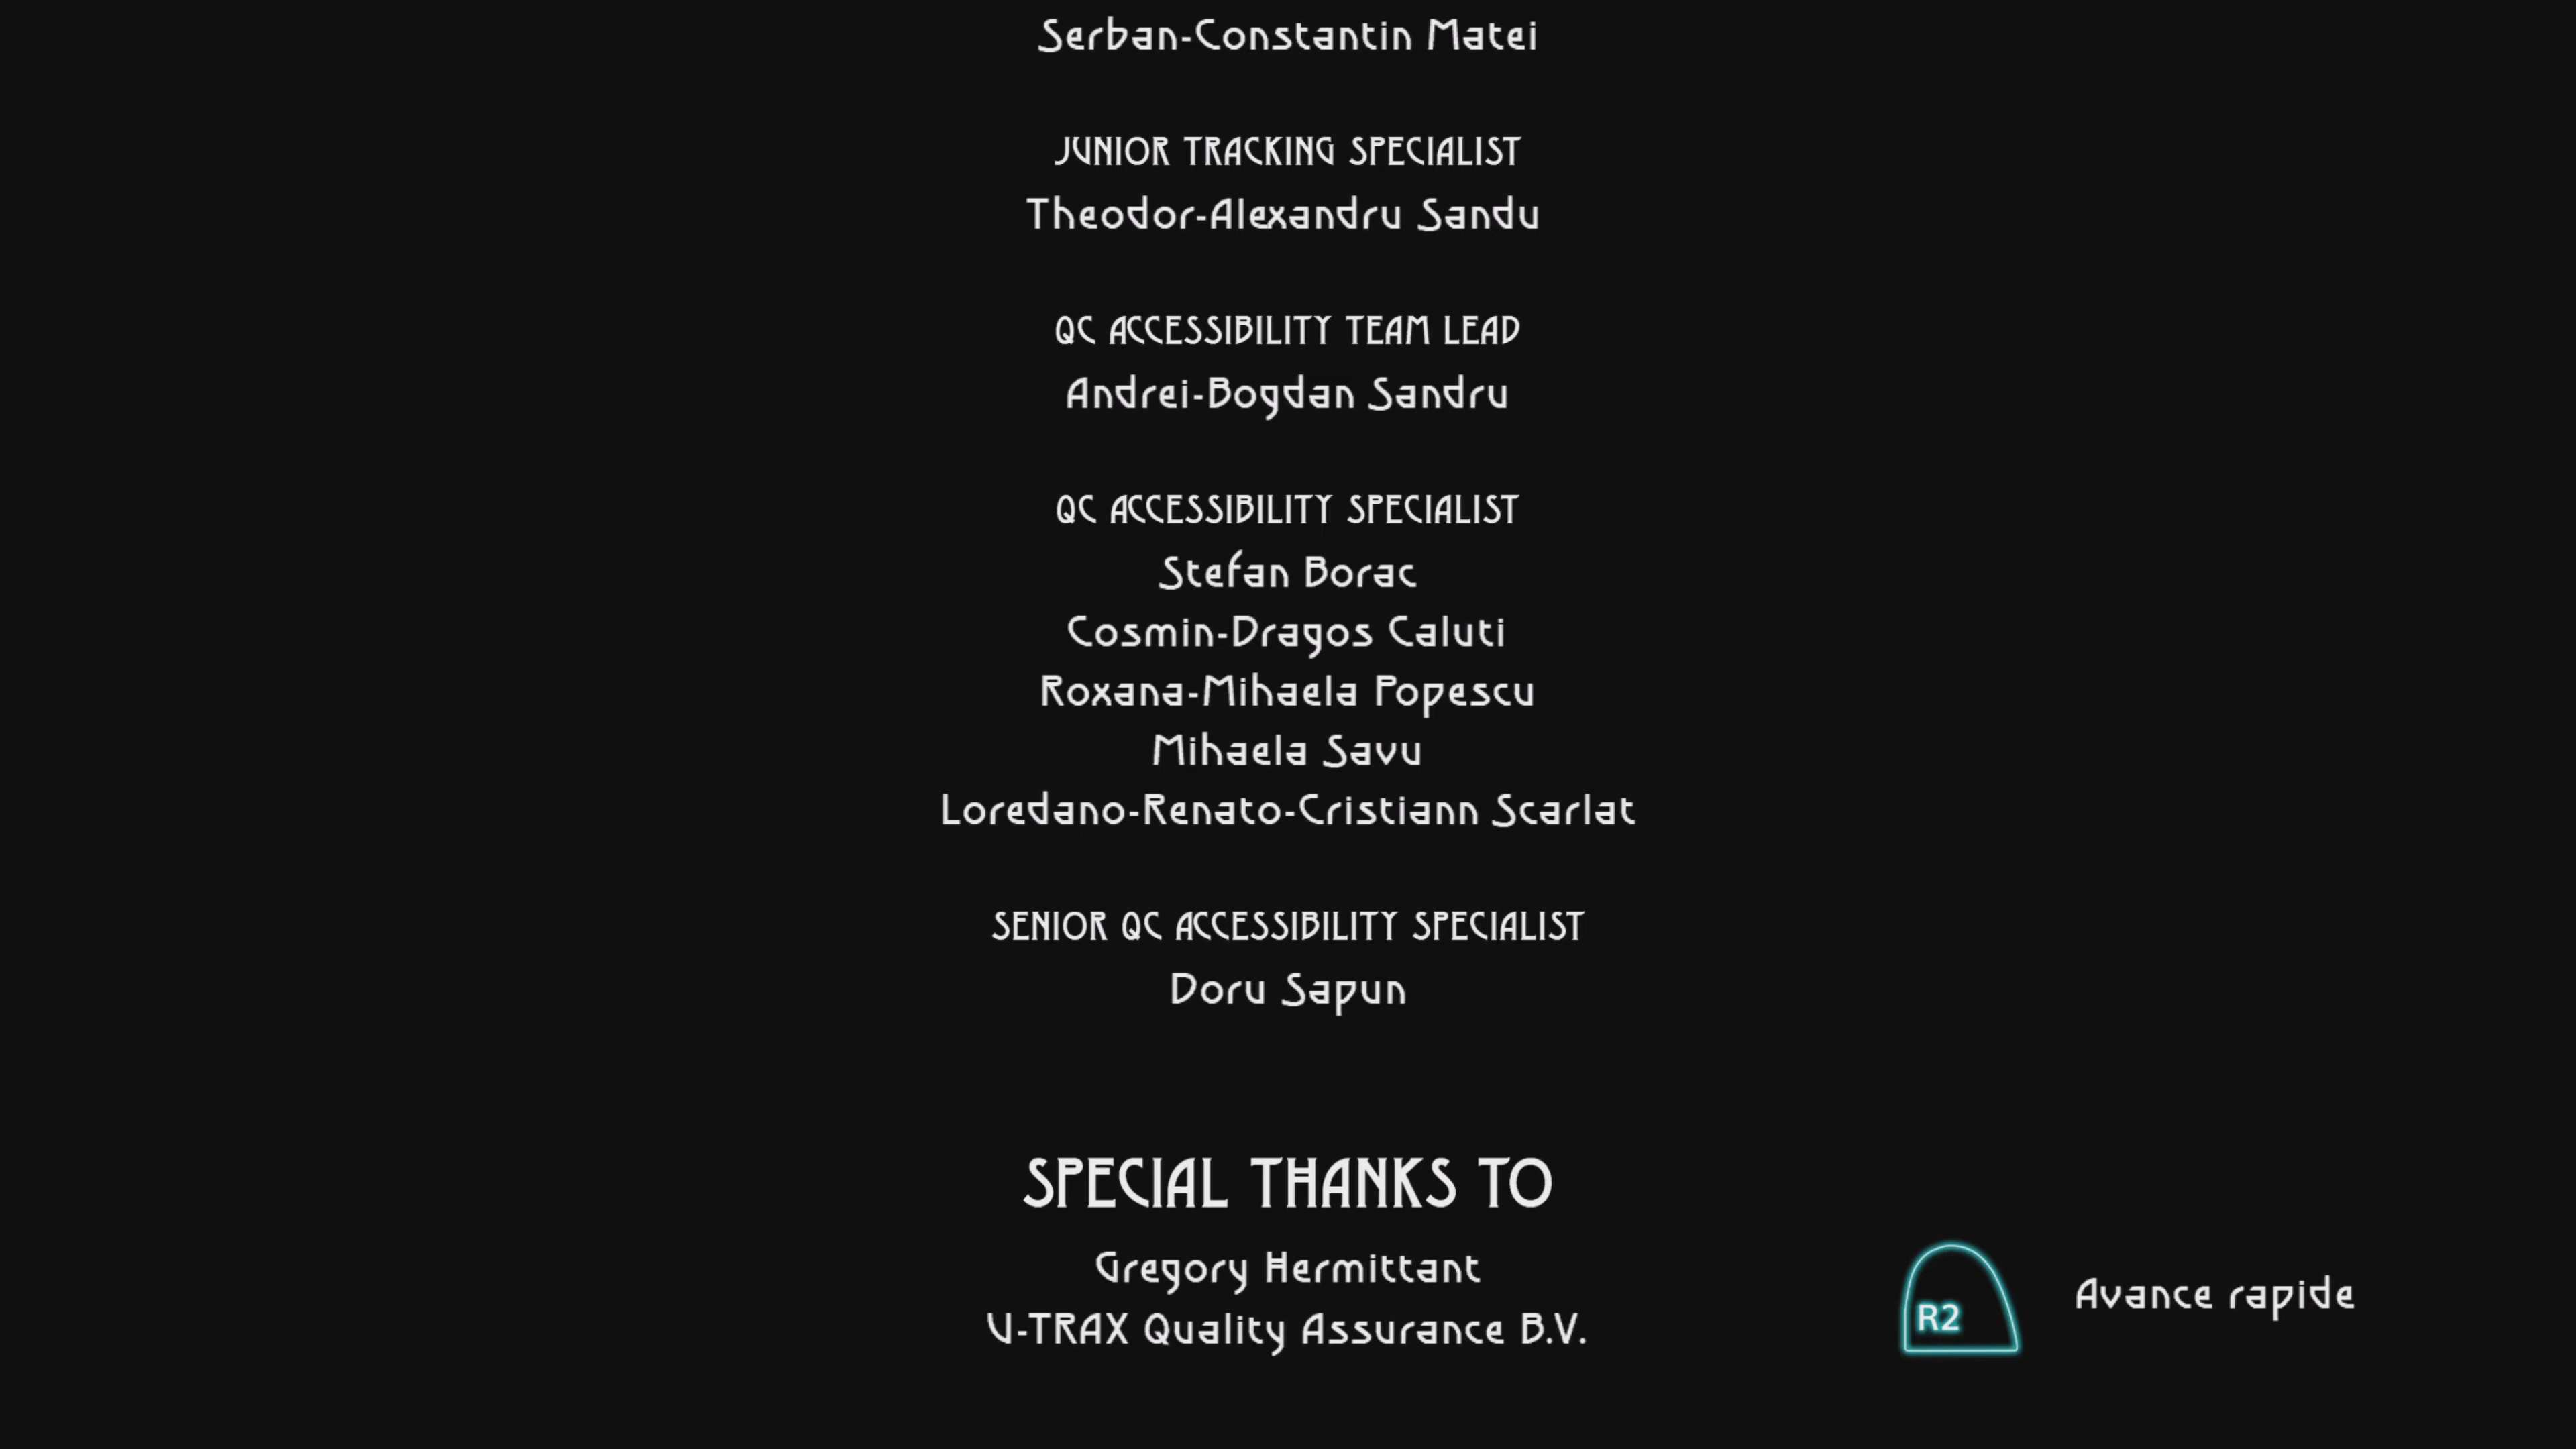 Serban-Constantin Matei
JUNIOR TRACKING SPECIALIST
Theodor-Alexandru Sandu
QC ACCESSIBILITY TEAM LEAD
Andrei-Bogdan Sandru
QC ACCESSIBILITY SPECIALIST
Stefan Borac
Cosmin-Dragos Caluti
Roxana-Mihaela Popescu
Mihaela Savu
Loredano-Renato-Cristiann Scarlat
SENIOR QC ACCESSIBILITY SPECIALIST
Doru Sapun
SPECIAL THANKS TO
Gregory Hermittant
U-TRAX Quality Assurance B.V.
R2 Avance rapide